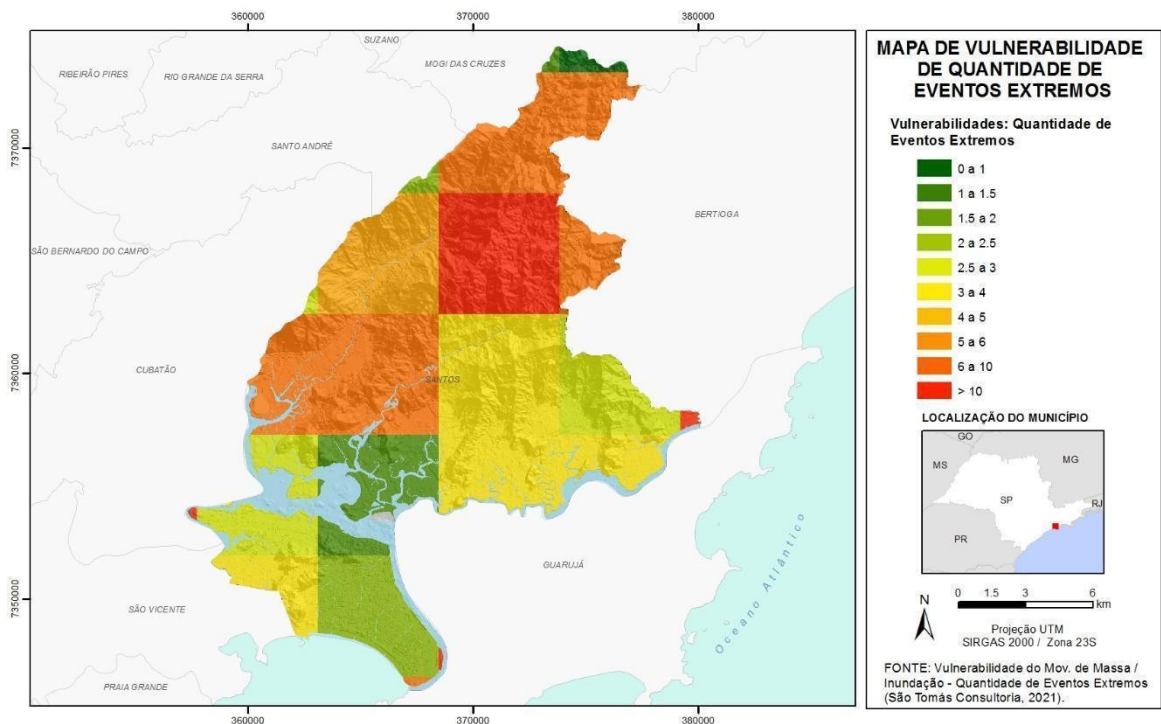 360000
370000
380000
SUZANO
MOGI DAS CRUZES
RIBEIRÃO PIRES
RIO GRANDE DA SERRA
7370000
SANTO ANDRÉ
BERTIOGA
SÃO BERNARDO DO CAMPO
CUBATÃO
7360000
SANTOS
GUARUJÁ
Oceano Atlântico
7350000
SÃO VICENTE
PRAIA GRANDE
360000
370000
380000
MAPA DE VULNERABILIDADE
DE QUANTIDADE DE
EVENTOS EXTREMOS
Vulnerabilidades: Quantidade de
Eventos Extremos
0 a 1
1 a 1.5
1.5 a 2
2 a 2.5
2.5 a 3
3 a 4
4 a 5
5 a 6
6 a 10
> 10
LOCALIZAÇÃO DO MUNICÍPIO
GO
MS
MG
SP
RJ
PR
N
0 1.5 3 6
km
Projeção UTM
SIRGAS 2000 / Zona 23S
FONTE: Vulnerabilidade do Mov. de Massa /
Inundação - Quantidade de Eventos Extremos
(São Tomás Consultoria, 2021).